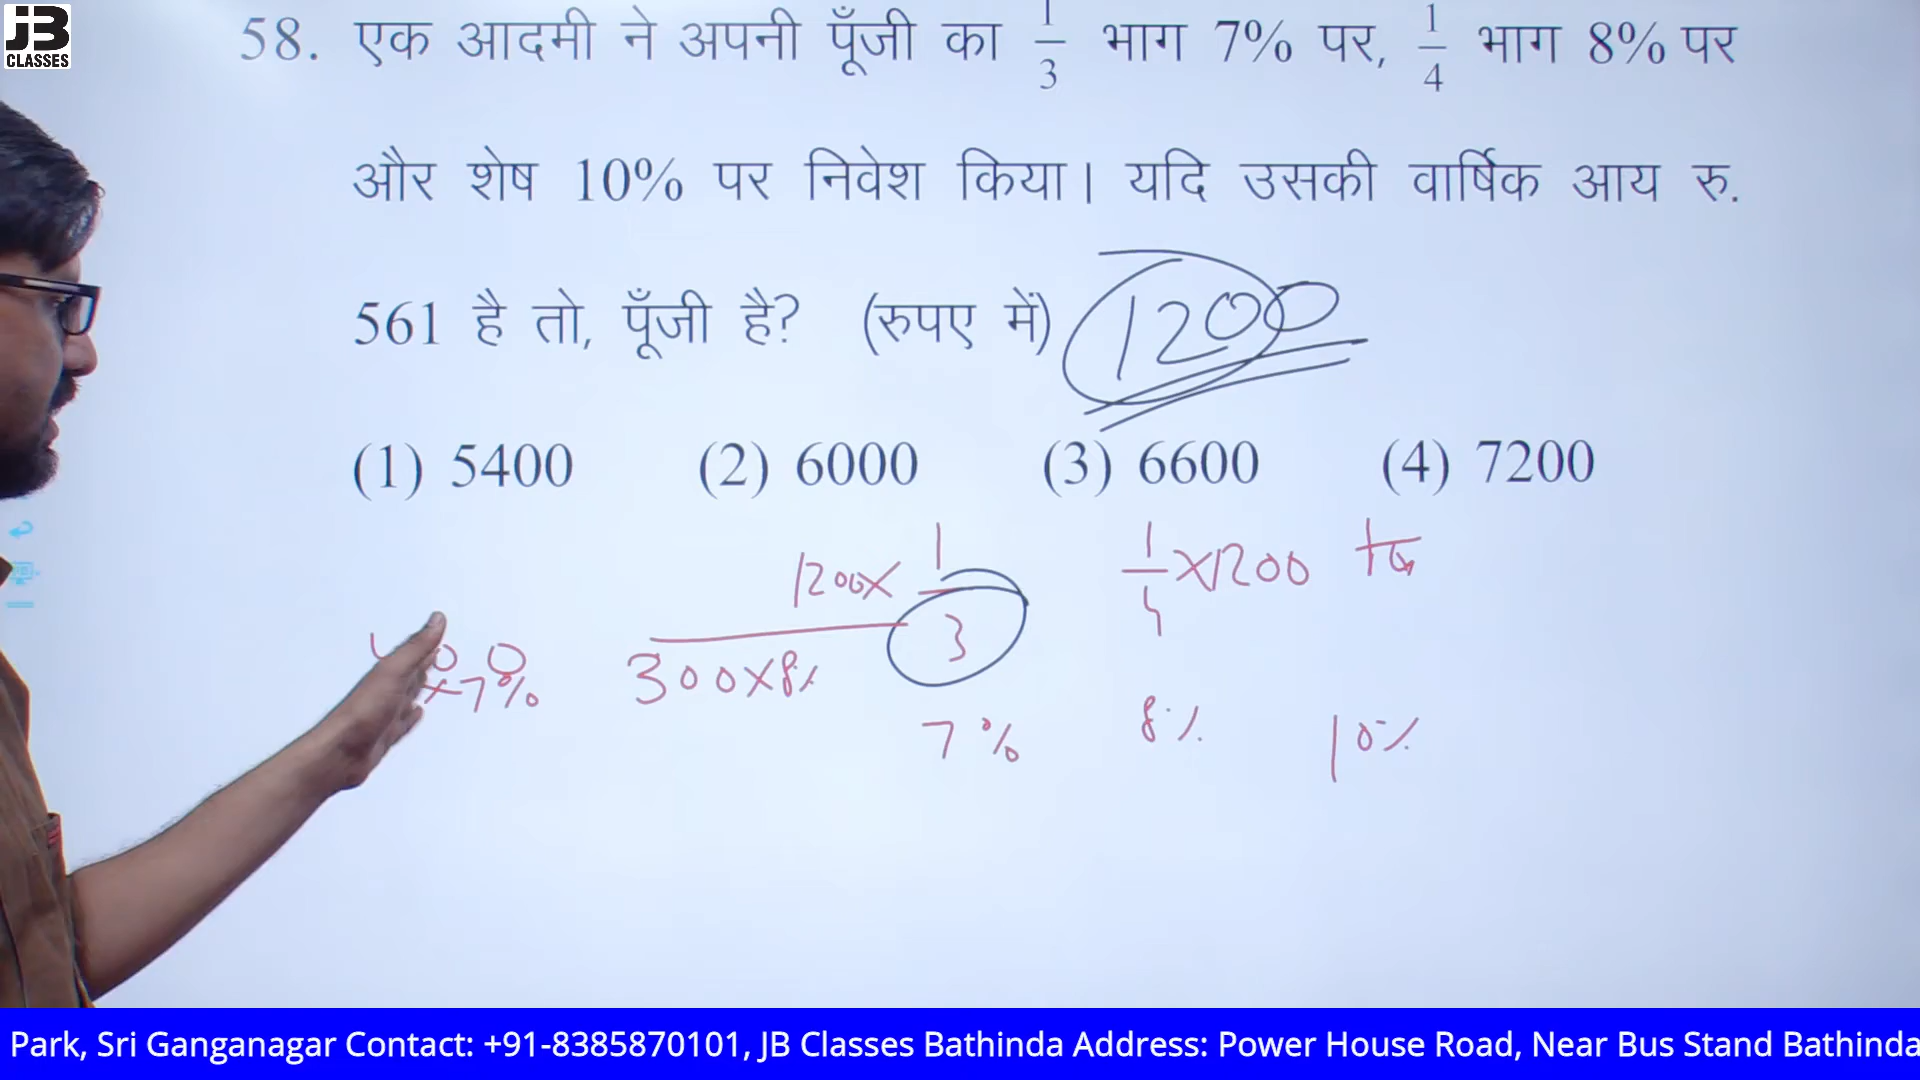 JB
CLASSES
58. एक आदमी ने अपनी पूँजी का 1/3 भाग 7% पर, 1/4 भाग 8% पर
और शेष 10% पर निवेश किया। यदि उसकी वार्षिक आय रु.
561 है तो, पूँजी है? (रुपए में) 1200
(1) 5400 (2) 6000 (3) 6600 (4) 7200
1200× 1/3 1/4 ×1200
×7% 300×8%
7% 8% 10%
Park, Sri Ganganagar Contact: +91-8385870101, JB Classes Bathinda Address: Power House Road, Near Bus Stand Bathinda